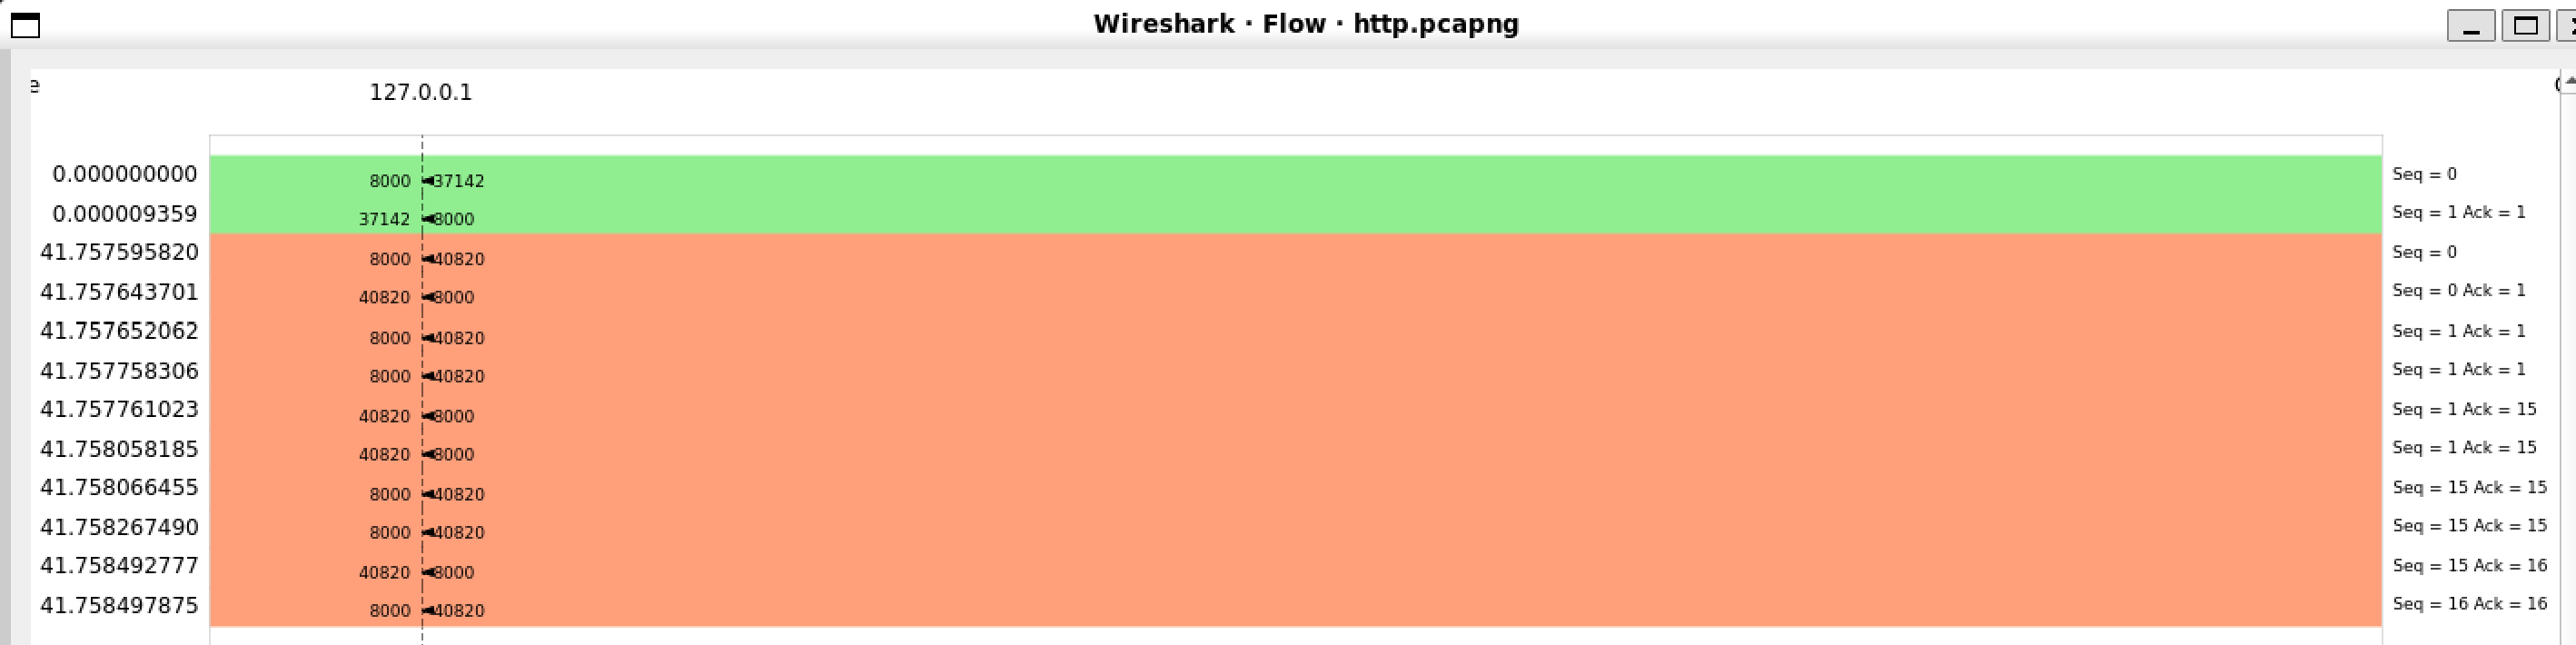 Wireshark · Flow · http.pcapng
e 127.0.0.1
0.000000000 8000 37142 Seq = 0
0.000009359 37142 8000 Seq = 1 Ack = 1
41.757595820 8000 40820 Seq = 0
41.757643701 40820 8000 Seq = 0 Ack = 1
41.757652062 8000 40820 Seq = 1 Ack = 1
41.757758306 8000 40820 Seq = 1 Ack = 1
41.757761023 40820 8000 Seq = 1 Ack = 15
41.758058185 40820 8000 Seq = 1 Ack = 15
41.758066455 8000 40820 Seq = 15 Ack = 15
41.758267490 8000 40820 Seq = 15 Ack = 15
41.758492777 40820 8000 Seq = 15 Ack = 16
41.758497875 8000 40820 Seq = 16 Ack = 16